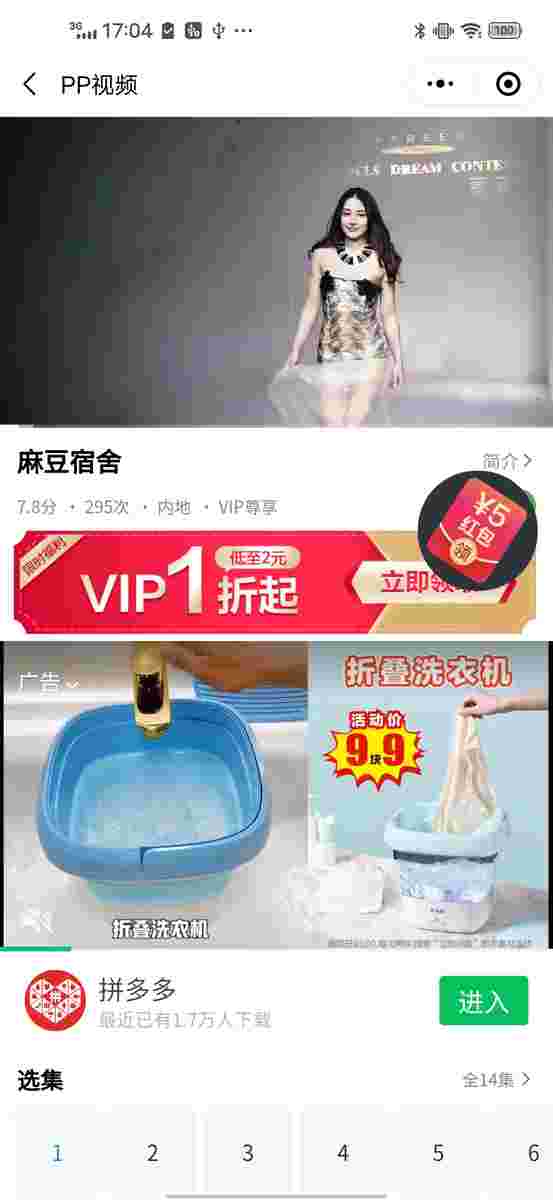 3G 17:04 100
PP视频
DREAM CONTE
麻豆宿舍
简介
7.8分 · 295次 · 内地 · VIP尊享
¥5
红包
领
限时福利
VIP1折起
低至2元
立即领
广告
折叠洗衣机
活动价
9块9
折叠洗衣机
拼多多
最近已有1.7万人下载
进入
选集
全14集
1 2 3 4 5 6